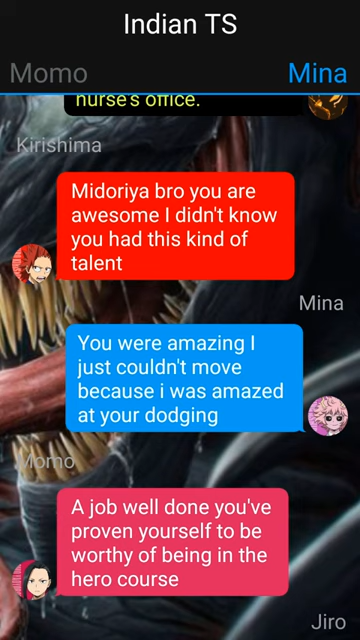 Indian TS
Momo
Mina
nurse's office.
Kirishima
Midoriya bro you are
awesome I didn't know
you had this kind of
talent
Mina
You were amazing I
just couldn't move
because i was amazed
at your dodging
Momo
A job well done you've
proven yourself to be
worthy of being in the
hero course
Jiro